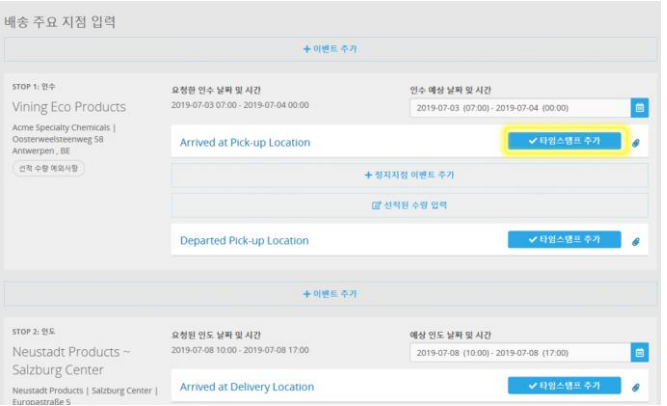 배송 주요 지점 입력
+ 이벤트 추가
STOP 1: 인수
Vining Eco Products
Acme Specialty Chemicals |
Oosterweelsteenweg 58
Antwerpen , BE
선적 수량 예외사항
요청한 인수 날짜 및 시간
2019-07-03 07:00 - 2019-07-04 00:00
인수 예상 날짜 및 시간
2019-07-03 (07:00) - 2019-07-04 (00:00)
Arrived at Pick-up Location
✓ 타임스탬프 추가
+ 정지지점 이벤트 추가
선적된 수량 입력
Departed Pick-up Location
✓ 타임스탬프 추가
+ 이벤트 추가
STOP 2: 인도
Neustadt Products ~
Salzburg Center
Neustadt Products | Salzburg Center |
Europastraße 5
요청된 인도 날짜 및 시간
2019-07-08 10:00 - 2019-07-08 17:00
예상 인도 날짜 및 시간
2019-07-08 (10:00) - 2019-07-08 (17:00)
Arrived at Delivery Location
✓ 타임스탬프 추가